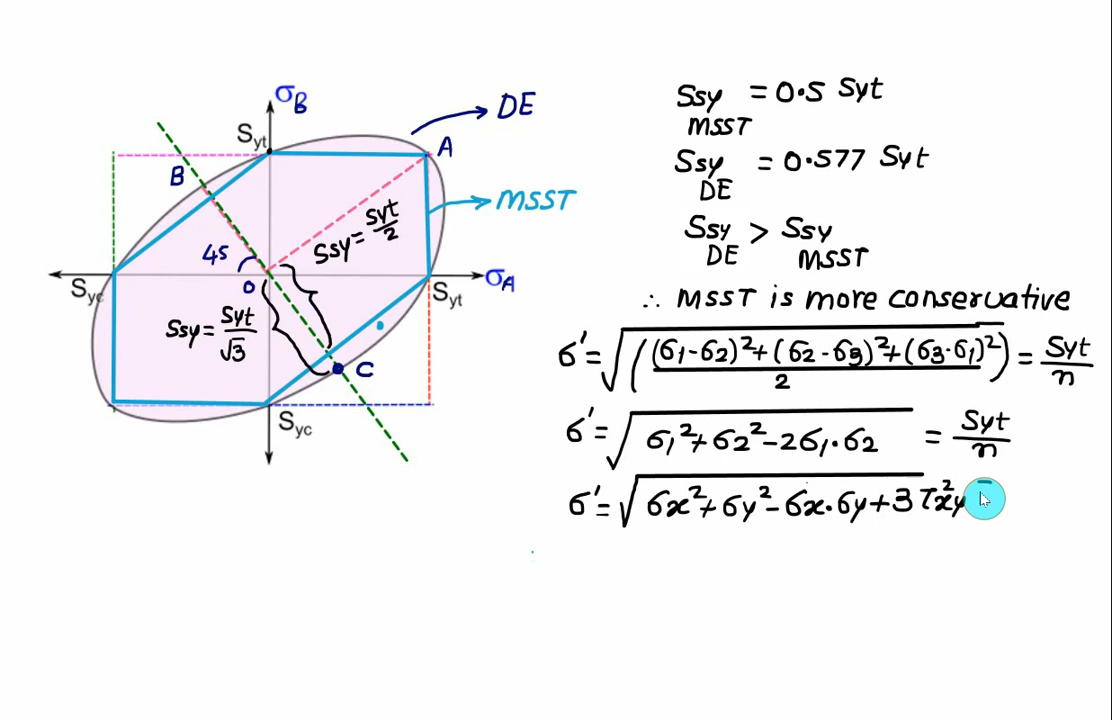 σB
DE
Syt
A
B
MSST
45
Ssy = Syt/2
O
σA
Syc
Syt
Ssy = Syt/√3
C
Syc
Ssy = 0.5 Syt
MSST
Ssy = 0.577 Syt
DE
Ssy > Ssy
DE MSST
∴ MSST is more conservative
σ' = √(((σ1-σ2)²+(σ2-σ3)²+(σ3-σ1)²)/2) = Syt/n
σ' = √(σ1²+σ2²-2σ1.σ2) = Syt/n
σ' = √(σx²+σy²-σx.σy+3τ²xy)